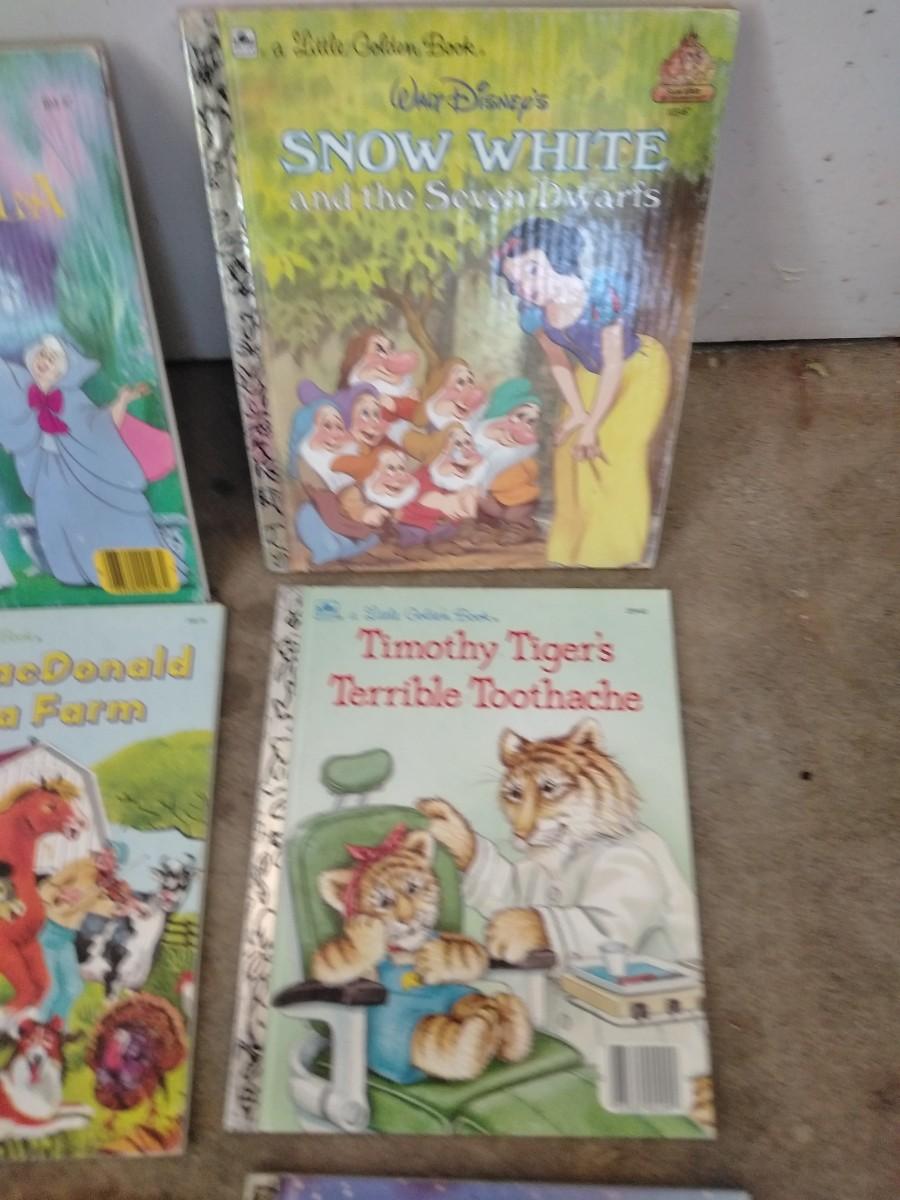 a Little Golden Book®
Walt Disney's
SNOW WHITE
and the Seven Dwarfs
a Little Golden Book®
Timothy Tiger's
Terrible Toothache
Book®
acDonald
a Farm